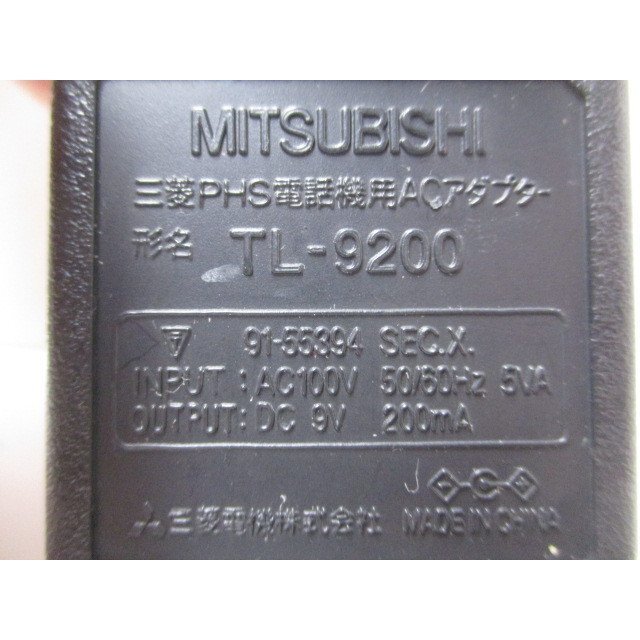 MITSUBISHI
三菱PHS電話機用ACアダプター
形名 TL-9200
91-55394 SEC.X.
INPUT : AC100V 50/60Hz 5VA
OUTPUT: DC 9V 200mA
三菱電機株式会社 MADE IN CHINA